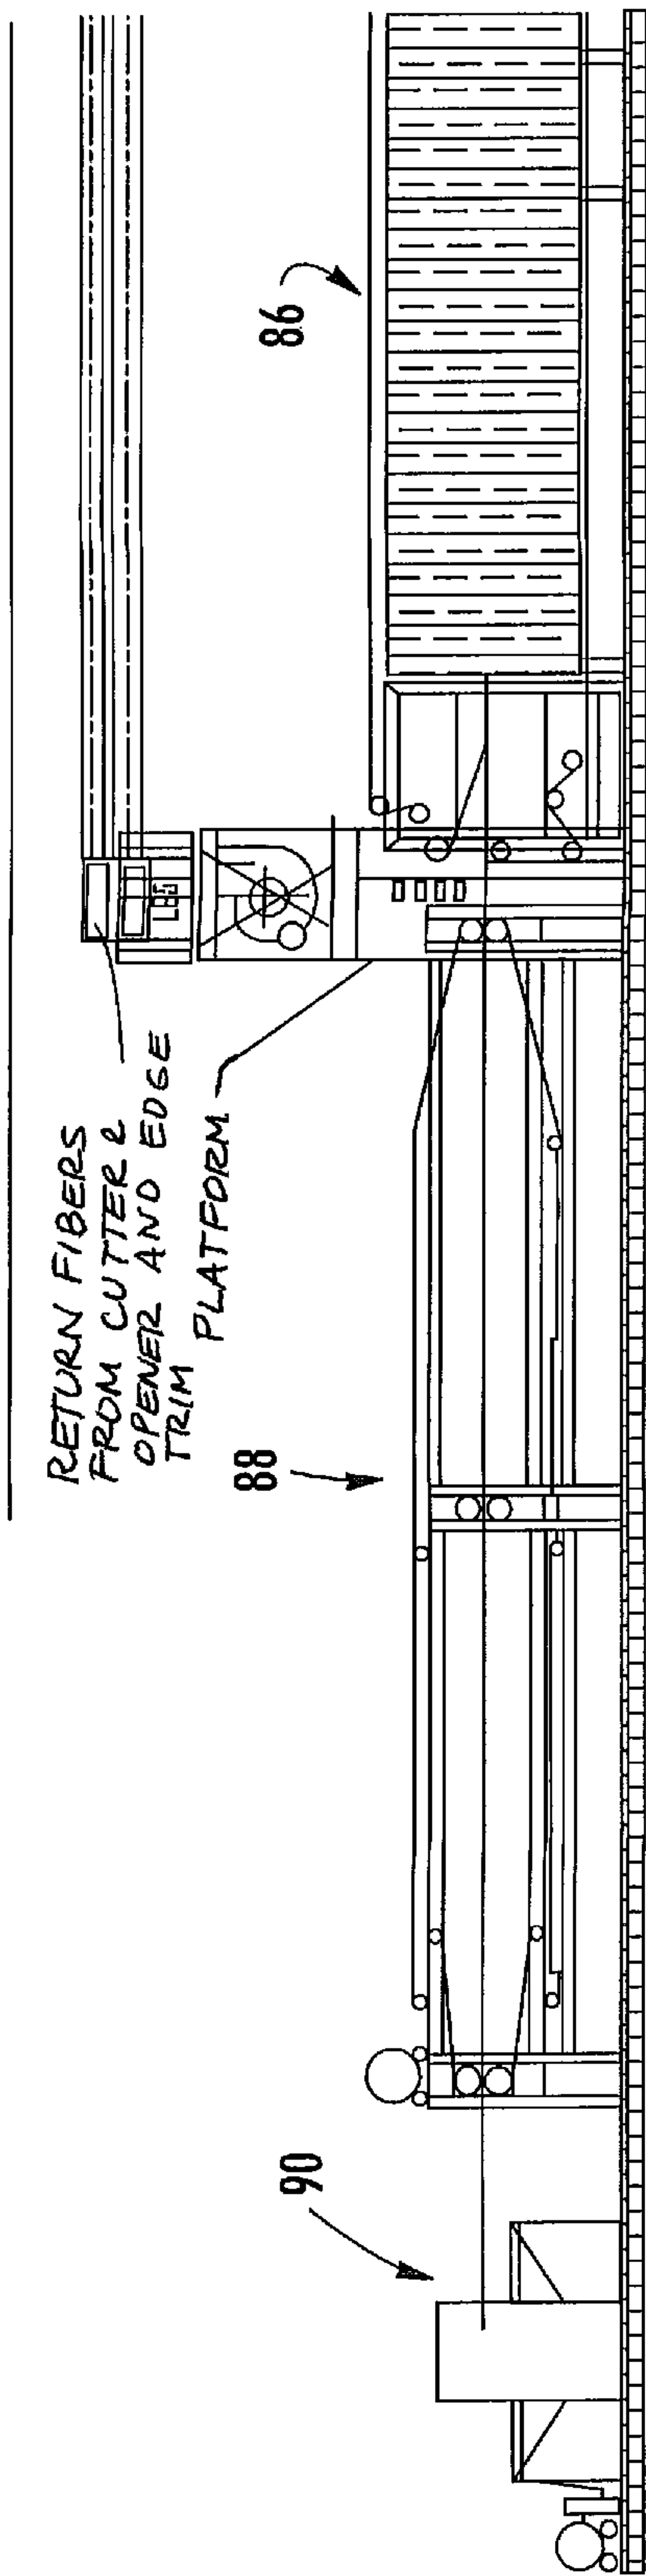 RETURN FIBERS
FROM CUTTER &
OPENER AND EDGE
TRIM
PLATFORM
86
88
90